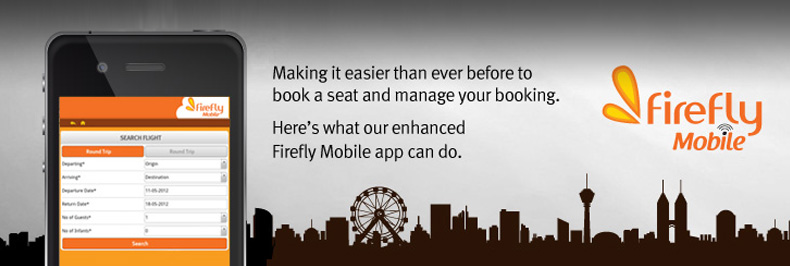 firefly
Mobile
SEARCH FLIGHT
Round Trip Round Trip
Departing* Origin
Arriving* Destination
Departure Date* 11-05-2012
Return Date* 18-05-2012
No of Guests* 1
No of Infants* 0
Search
Making it easier than ever before to
book a seat and manage your booking.
Here's what our enhanced
Firefly Mobile app can do.
firefly
Mobile